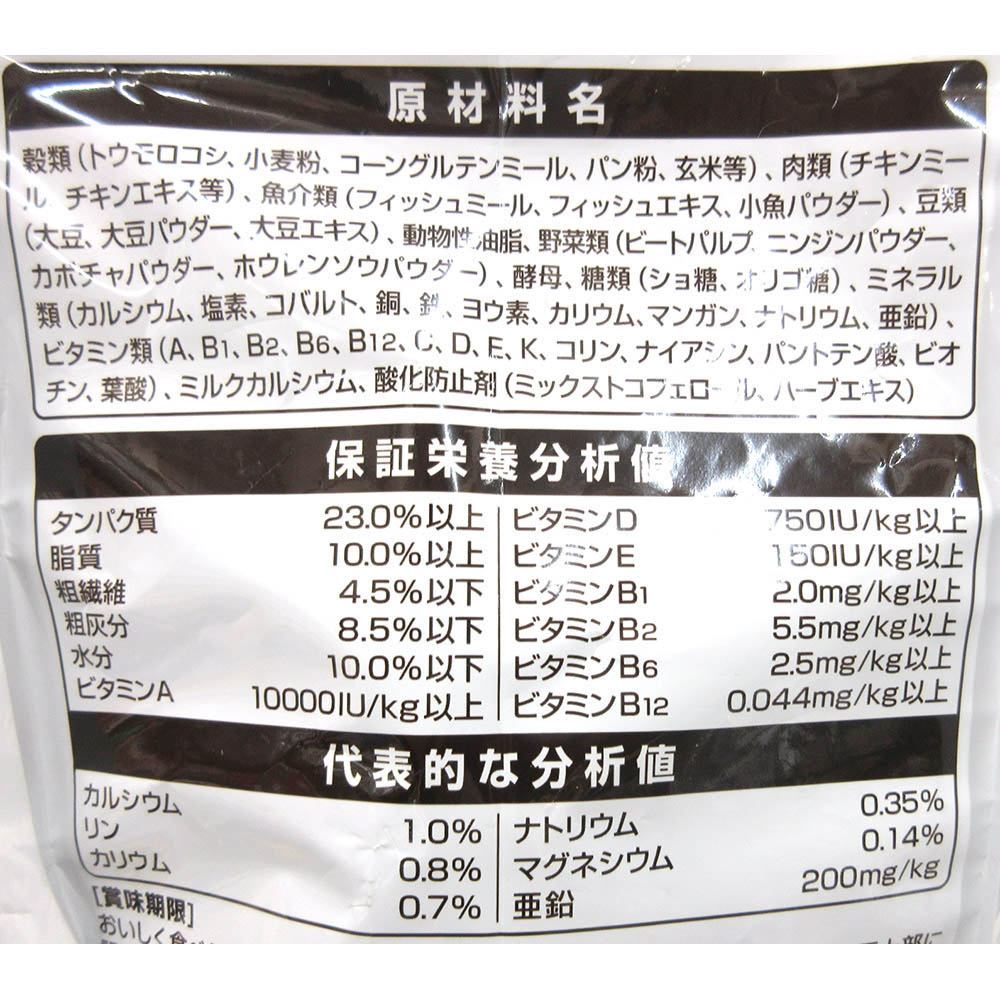 原材料名
穀類（トウモロコシ、小麦粉、コーングルテンミール、パン粉、玄米等）、肉類（チキンミー
ル、チキンエキス等）、魚介類（フィッシュミール、フィッシュエキス、小魚パウダー）、豆類
（大豆、大豆パウダー、大豆エキス）、動物性油脂、野菜類（ビートパルプ、ニンジンパウダー、
カボチャパウダー、ホウレンソウパウダー）、酵母、糖類（ショ糖、オリゴ糖）、ミネラル
類（カルシウム、塩素、コバルト、銅、鉄、ヨウ素、カリウム、マンガン、ナトリウム、亜鉛）、
ビタミン類（A、B1、B2、B6、B12、C、D、E、K、コリン、ナイアシン、パントテン酸、ビオ
チン、葉酸）、ミルクカルシウム、酸化防止剤（ミックストコフェロール、ハーブエキス）
保証栄養分析値
タンパク質 23.0%以上
脂質 10.0%以上
粗繊維 4.5%以下
粗灰分 8.5%以下
水分 10.0%以下
ビタミンA 10000IU/kg以上
ビタミンD 750IU/kg以上
ビタミンE 150IU/kg以上
ビタミンB1 2.0mg/kg以上
ビタミンB2 5.5mg/kg以上
ビタミンB6 2.5mg/kg以上
ビタミンB12 0.044mg/kg以上
代表的な分析値
カルシウム 1.0%
リン 0.8%
カリウム 0.7%
ナトリウム 0.35%
マグネシウム 0.14%
亜鉛 200mg/kg
［賞味期限］
おいしく食べ